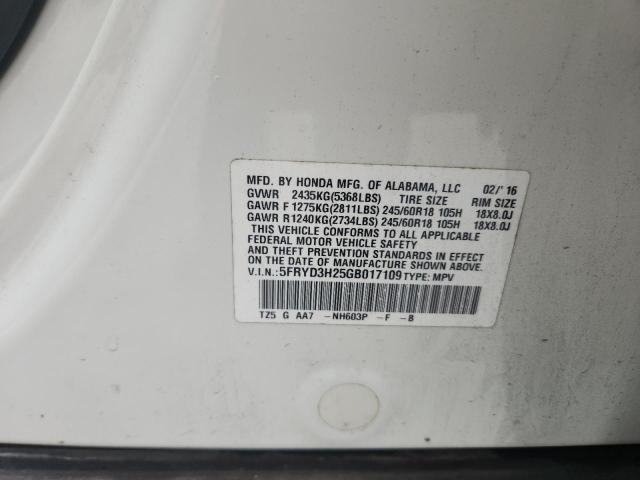 MFD. BY HONDA MFG. OF ALABAMA, LLC 02/'16
GVWR 2435KG(5368LBS) TIRE SIZE RIM SIZE
GAWR F 1275KG(2811LBS) 245/60R18 105H 18X8.0J
GAWR R1240KG(2734LBS) 245/60R18 105H 18X8.0J
THIS VEHICLE CONFORMS TO ALL APPLICABLE
FEDERAL MOTOR VEHICLE SAFETY
AND THEFT PREVENTION STANDARDS IN EFFECT ON THE
DATE OF MANUFACTURE SHOWN ABOVE.
V.I.N.:5FRYD3H25GB017109 TYPE: MPV
TZ5 G AA7 -NH603P -F -B